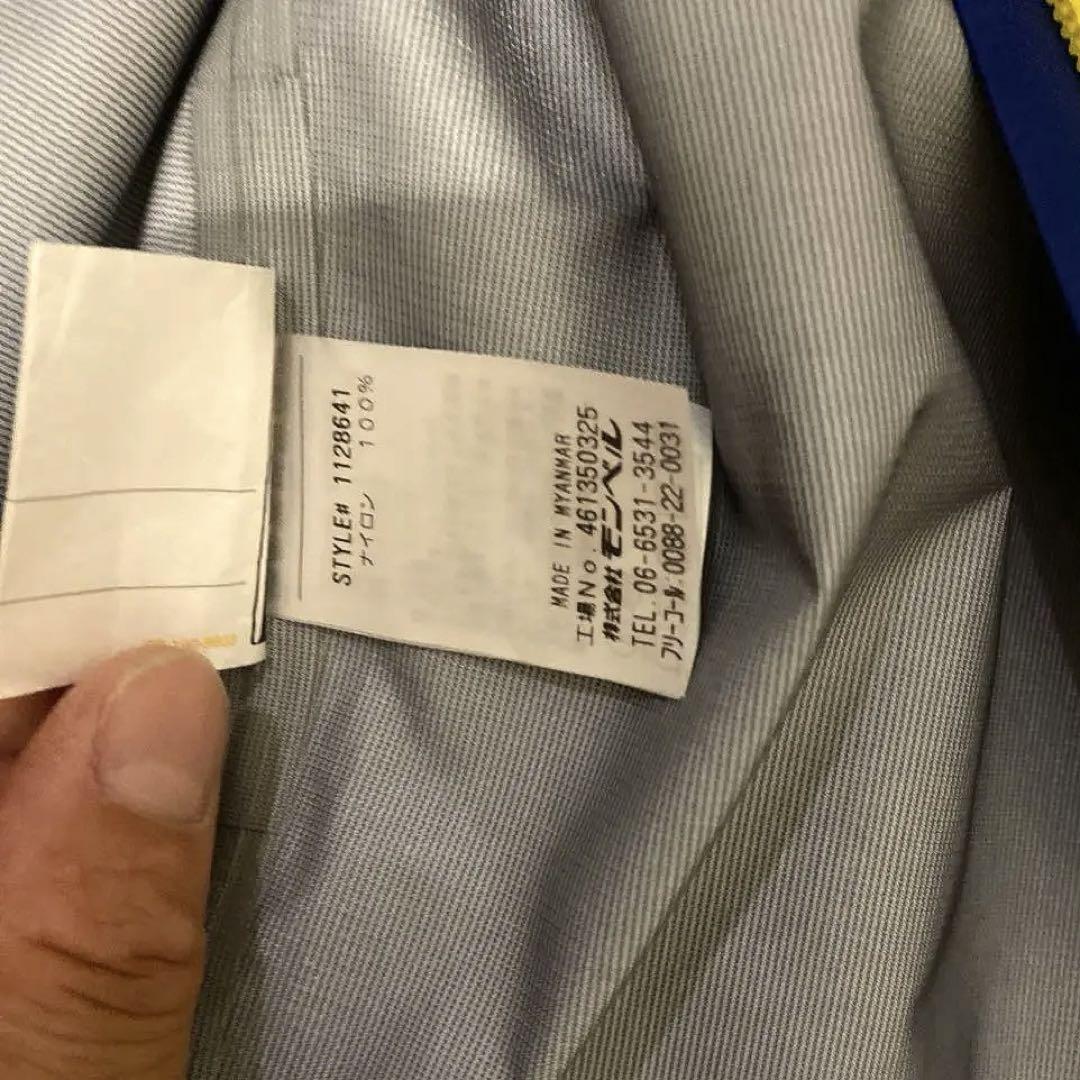 STYLE# 1128641
ナイロン 100%
MADE IN MYANMAR
工場No.461350325
株式会社 モンベル
TEL.06-6531-3544
フリーコール:0088-22-0031